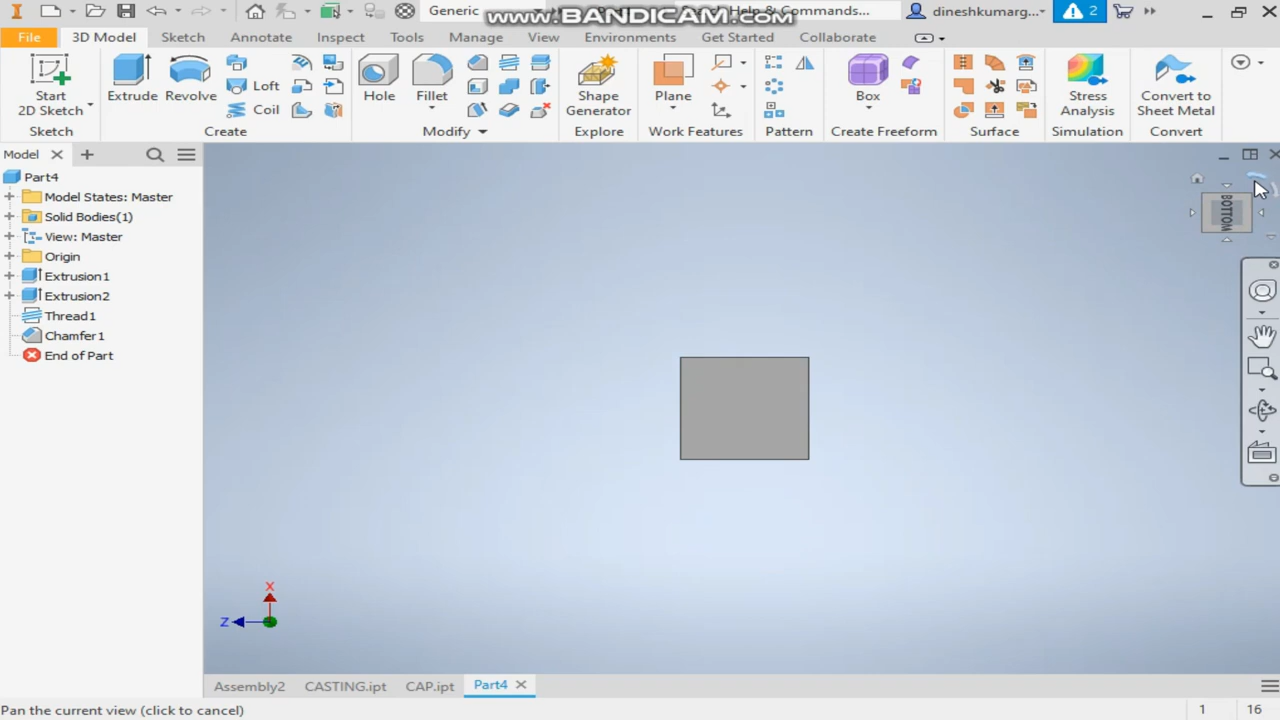 Generic
www.BANDICAM.com
Help & Commands...
dineshkumarg...
2
File
3D Model
Sketch
Annotate
Inspect
Tools
Manage
View
Environments
Get Started
Collaborate
Start
2D Sketch
Extrude
Revolve
Loft
Coil
Hole
Fillet
Shape
Generator
Plane
Box
Stress
Analysis
Convert to
Sheet Metal
Sketch
Create
Modify
Explore
Work Features
Pattern
Create Freeform
Surface
Simulation
Convert
Model
Part4
Model States: Master
Solid Bodies(1)
View: Master
Origin
Extrusion1
Extrusion2
Thread1
Chamfer1
End of Part
BOTTOM
X
Z
Assembly2
CASTING.ipt
CAP.ipt
Part4
Pan the current view (click to cancel)
1
16